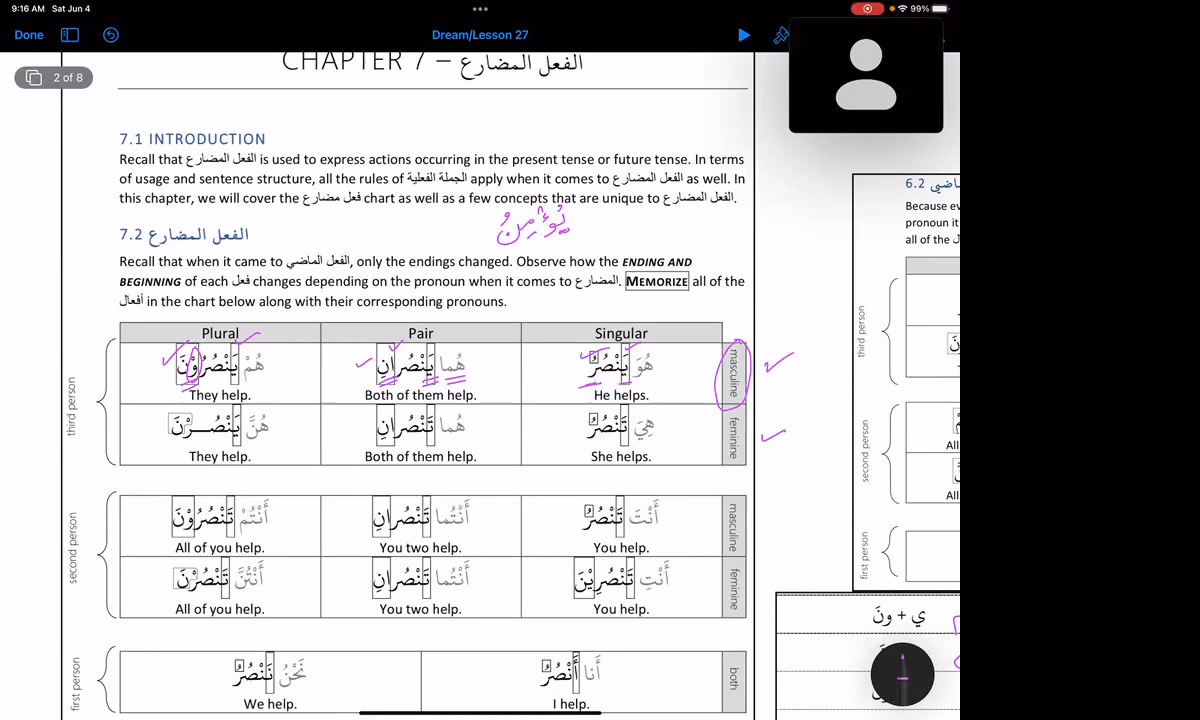 9:16 AM Sat Jun 4
99%
Done
Dream/Lesson 27
2 of 8
CHAPTER 7 – الفعل المضارع
7.1 INTRODUCTION
Recall that الفعل المضارع is used to express actions occurring in the present tense or future tense. In terms
of usage and sentence structure, all the rules of الجملة الفعلية apply when it comes to الفعل المضارع as well. In
this chapter, we will cover the فعل مضارع chart as well as a few concepts that are unique to الفعل المضارع.
يُؤْمِنُ
7.2 الفعل المضارع
Recall that when it came to الفعل الماضي, only the endings changed. Observe how the ENDING AND
BEGINNING of each فعل changes depending on the pronoun when it comes to المضارع. MEMORIZE all of the
أفعال in the chart below along with their corresponding pronouns.
Plural Pair Singular
third person
masculine
هُمْ يَنْصُرُوْنَ
They help.
هُما يَنْصُرانِ
Both of them help.
هُوَ يَنْصُرُ
He helps.
feminine
هُنَّ يَنْصُـــرْنَ
They help.
هُما تَنْصُرانِ
Both of them help.
هِيَ تَنْصُرُ
She helps.
second person
masculine
أَنْتُمْ تَنْصُرُوْنَ
All of you help.
أَنْتُما تَنْصُرانِ
You two help.
أَنْتَ تَنْصُرُ
You help.
feminine
أَنْتُنَّ تَنْصُرْنَ
All of you help.
أَنْتُما تَنْصُرانِ
You two help.
أَنْتِ تَنْصُرِيْنَ
You help.
first person
both
نَحْنُ نَنْصُرُ
We help.
أَنا أَنْصُرُ
I help.
6.2
Because ev
pronoun it
all of the
third person
second person
All
All
first person
ي + ونَ